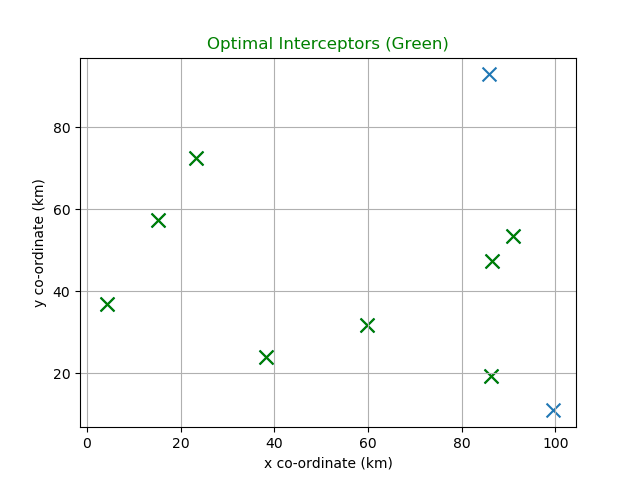 Optimal Interceptors (Green)
80
60
40
20
y co-ordinate (km)
0 20 40 60 80 100
x co-ordinate (km)